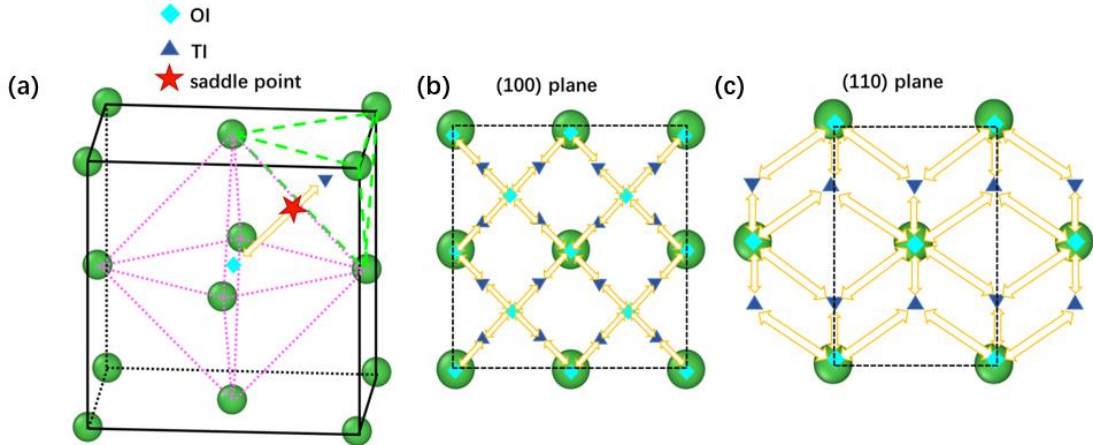 OI
TI
saddle point
(a)
(b)
(100) plane
(c)
(110) plane